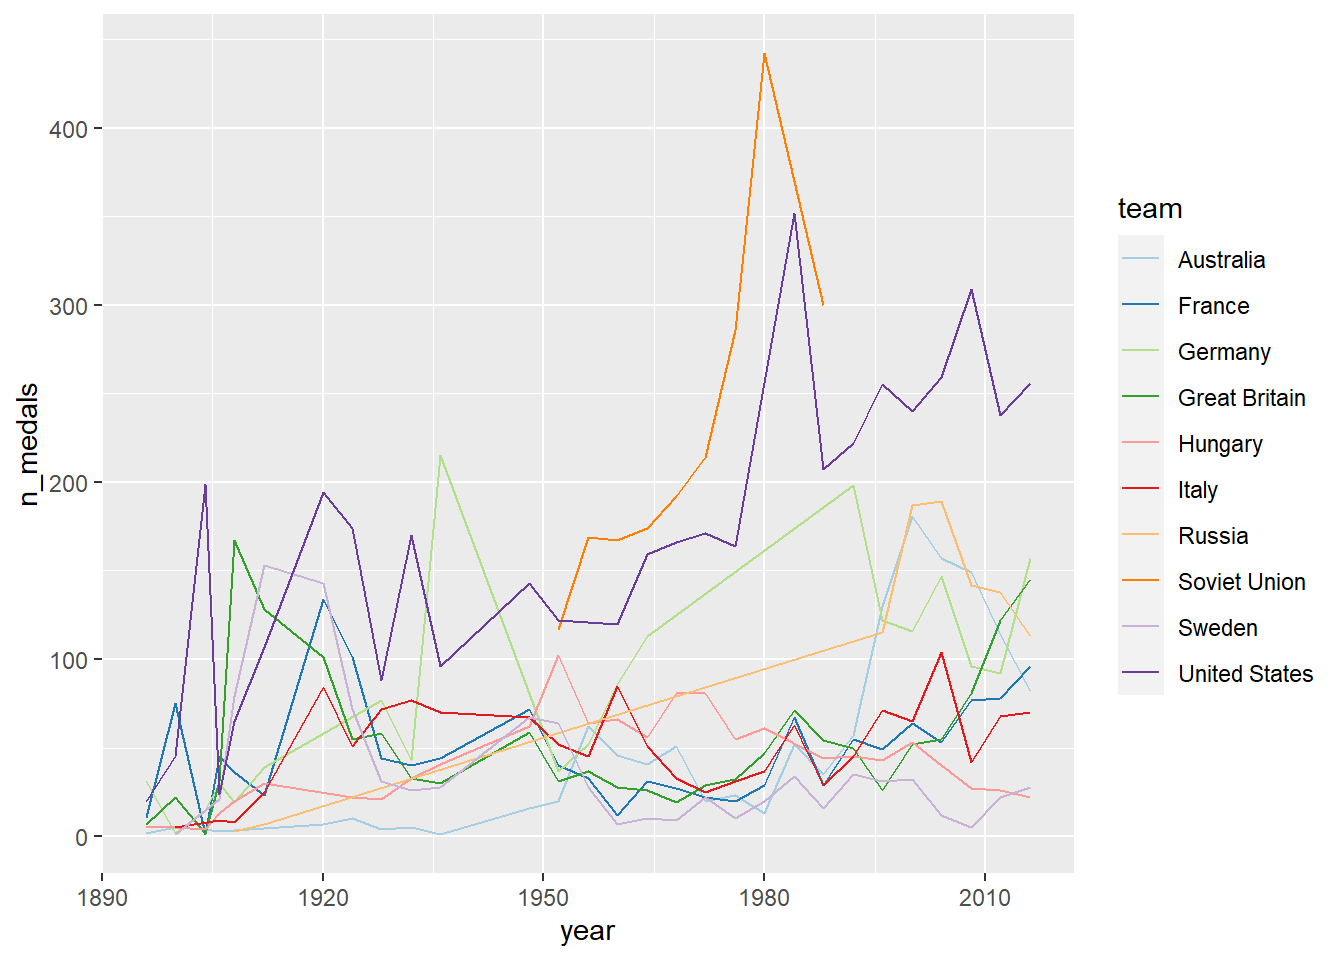 400
300
200
100
0
n_medals
1890
1920
1950
1980
2010
year
team
Australia
France
Germany
Great Britain
Hungary
Italy
Russia
Soviet Union
Sweden
United States